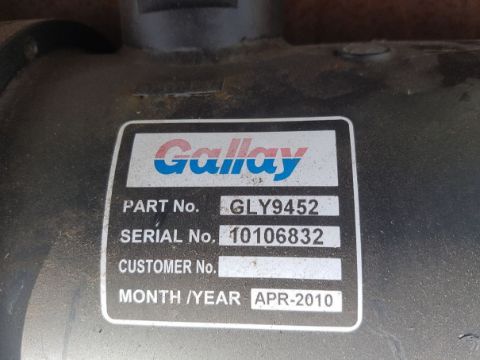 Gallay
PART No. GLY9452
SERIAL No. 10106832
CUSTOMER No.
MONTH /YEAR APR-2010